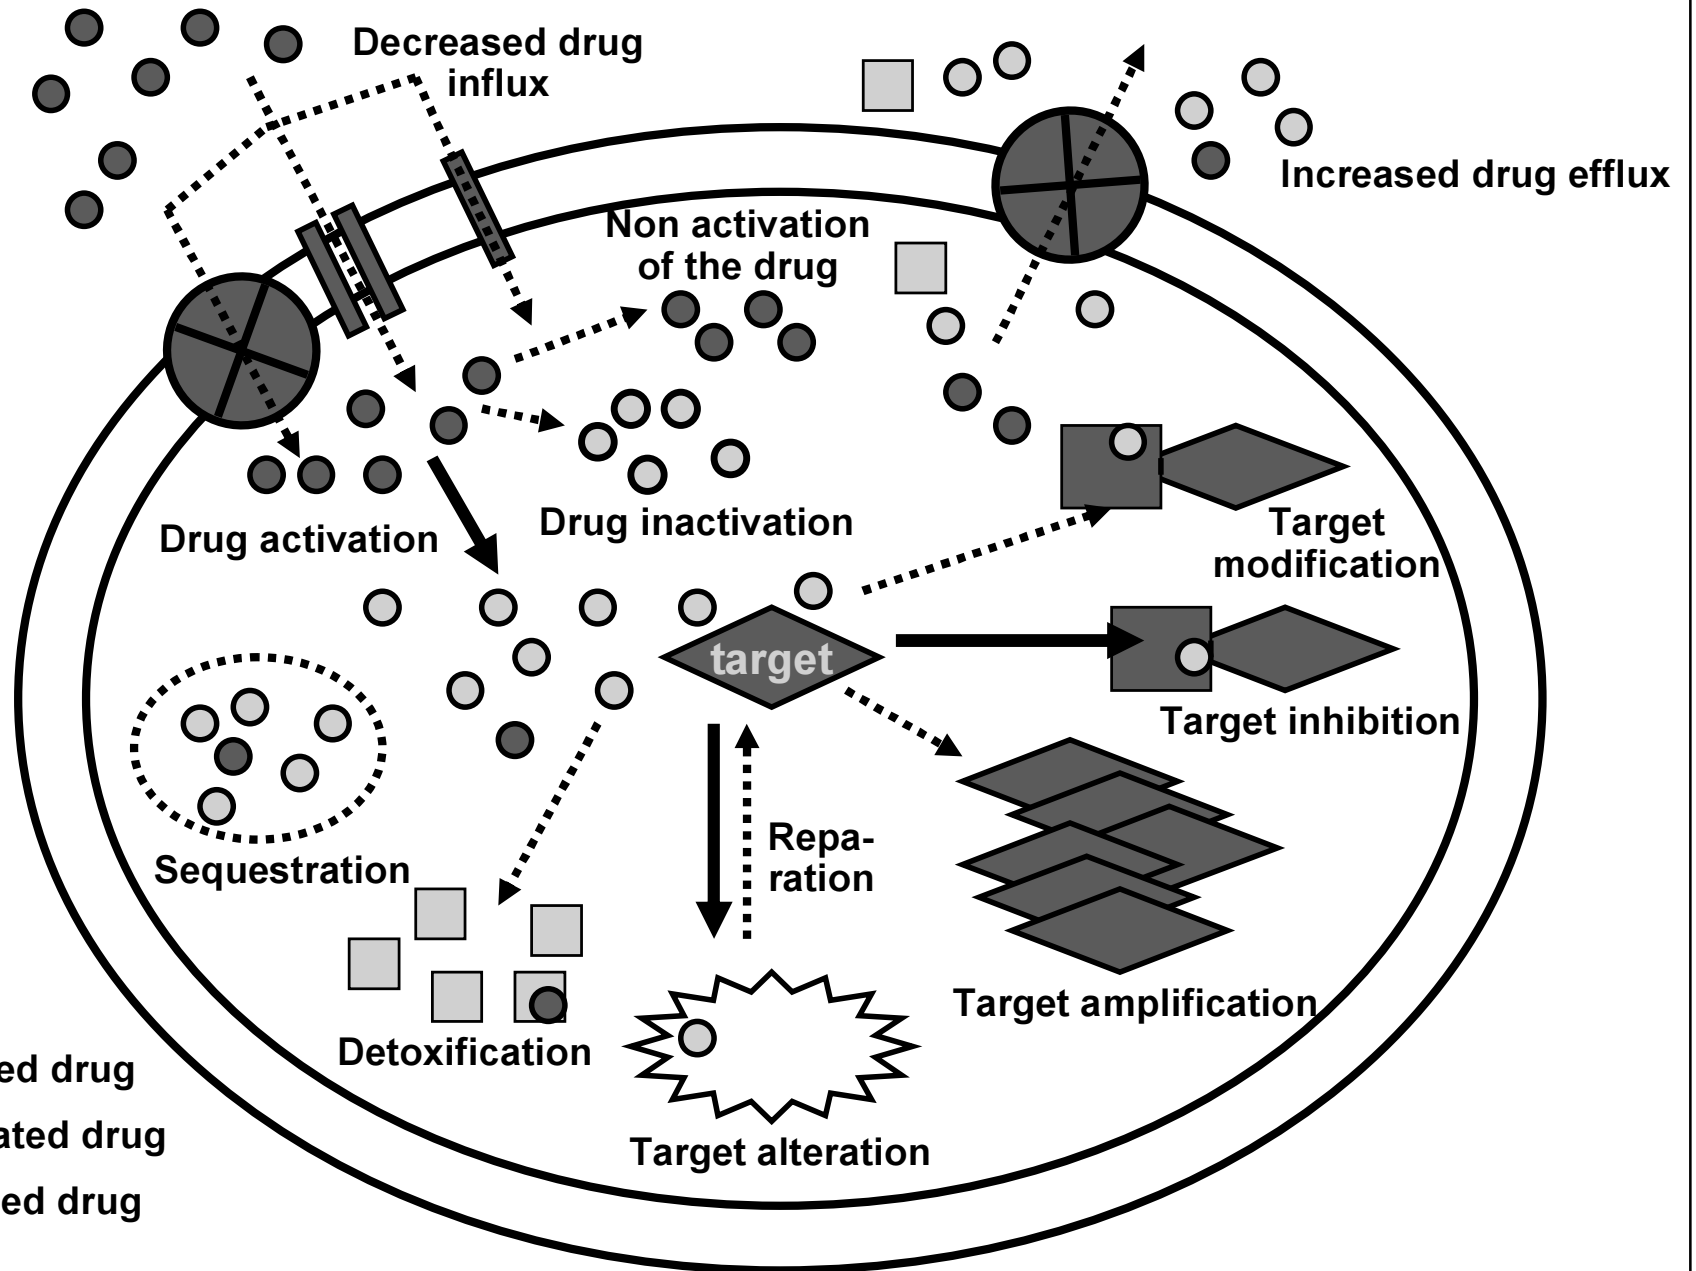 Decreased drug
influx
Increased drug efflux
Non activation
of the drug
Drug activation
Drug inactivation
Target
modification
target
Target inhibition
Sequestration
Repa-
ration
Target amplification
Detoxification
Target alteration
ed drug
ated drug
ed drug